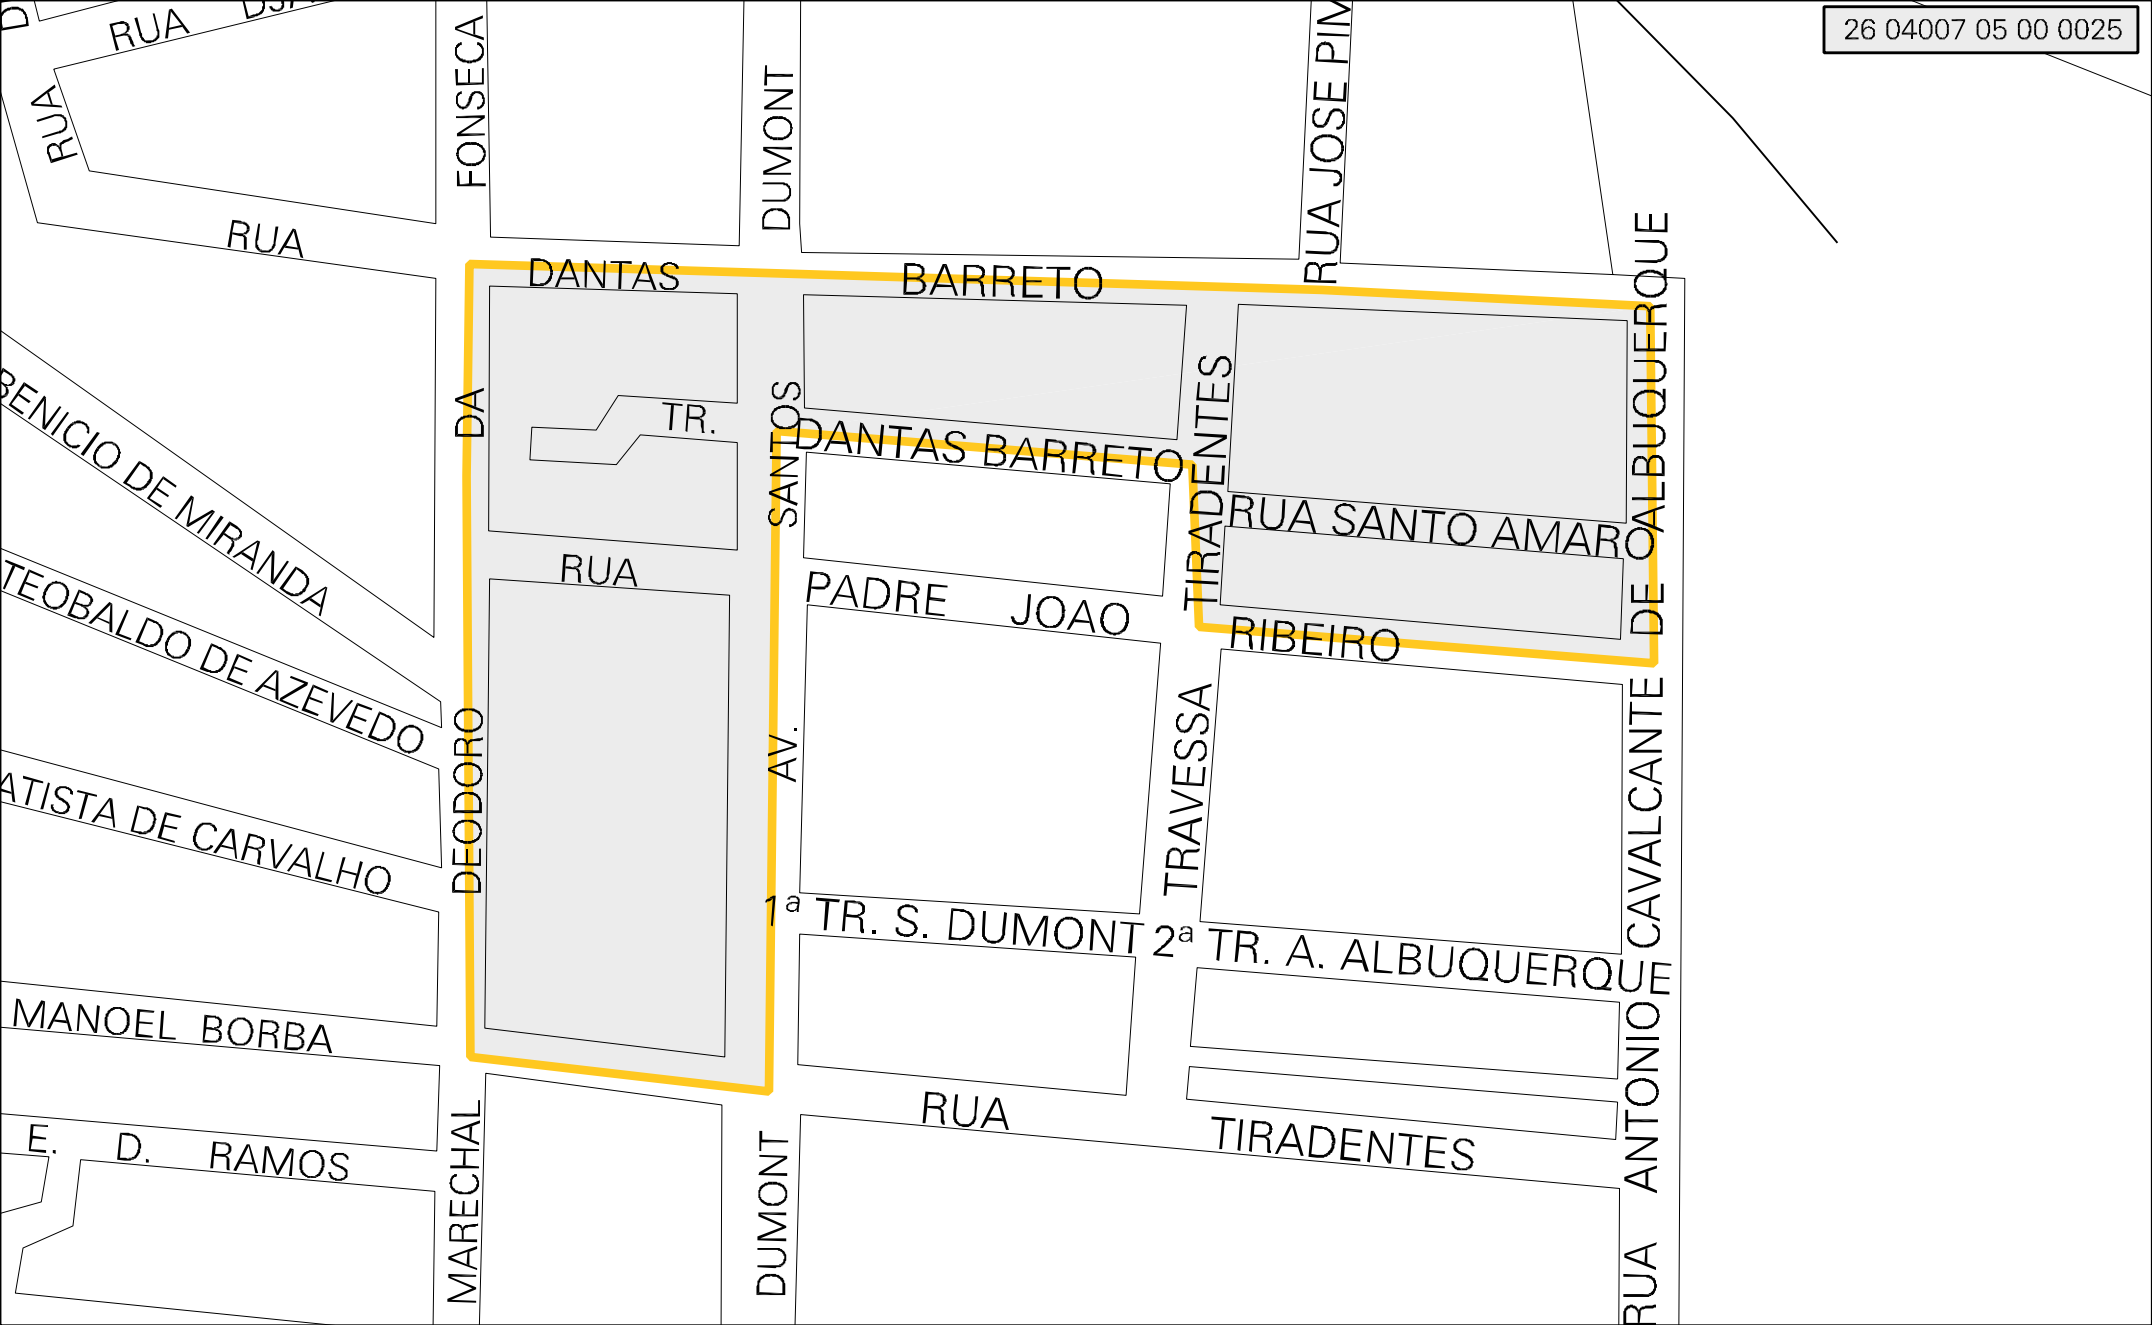 26 04007 05 00 0025
RUA
RUA
RUA
FONSECA
DUMONT
RUA JOSE PIM
DANTAS BARRETO
DA
TR.
SANTOS
DANTAS BARRETO
TIRADENTES
RUA SANTO AMARO
DE ALBUQUERQUE
BENICIO DE MIRANDA
RUA PADRE JOAO RIBEIRO
TEOBALDO DE AZEVEDO
DEODORO
AV.
TRAVESSA
CAVALCANTE
ATISTA DE CARVALHO
1ª TR. S. DUMONT
2ª TR. A. ALBUQUERQUE
MANOEL BORBA
ANTONIO
RUA TIRADENTES
E. D. RAMOS
MARECHAL
DUMONT
RUA